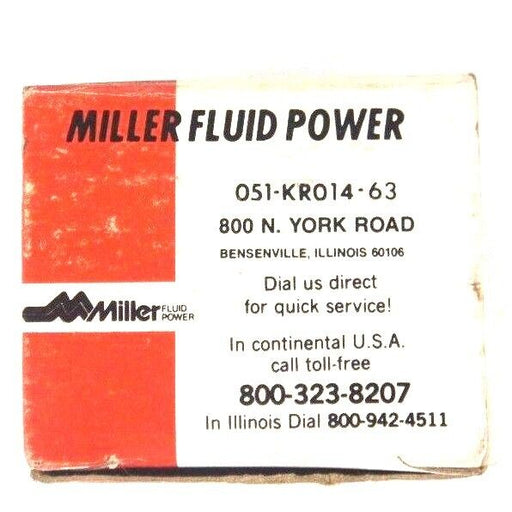 MILLER FLUID POWER
051-KR014-63
800 N. YORK ROAD
BENSENVILLE, ILLINOIS 60106
Dial us direct
for quick service!
Miller FLUID
POWER
In continental U.S.A.
call toll-free
800-323-8207
In Illinois Dial 800-942-4511